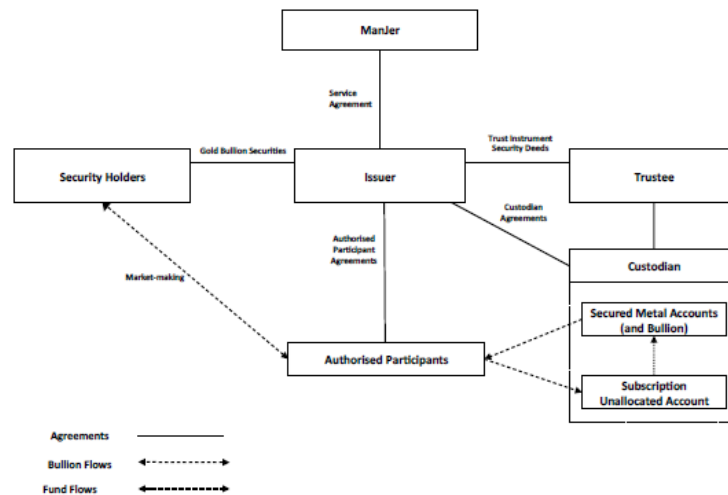 ManJer
Service
Agreement
Gold Bullion Securities
Trust Instrument
Security Deeds
Security Holders
Issuer
Trustee
Custodian
Agreements
Authorised
Participant
Agreements
Custodian
Market-making
Secured Metal Accounts
(and Bullion)
Authorised Participants
Subscription
Unallocated Account
Agreements
Bullion Flows
Fund Flows